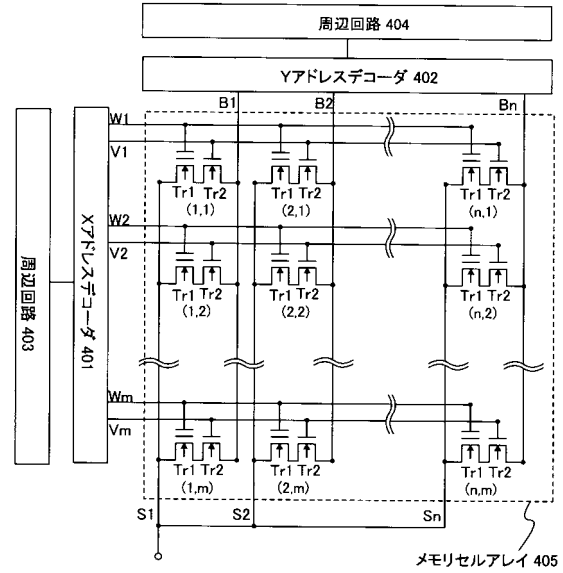 周辺回路 404
Yアドレスデコーダ 402
B1 B2 Bn
W1
V1
Tr1 Tr2 Tr1 Tr2 Tr1 Tr2
(1,1) (2,1) (n,1)
W2
V2
Tr1 Tr2 Tr1 Tr2 Tr1 Tr2
(1,2) (2,2) (n,2)
周辺回路 403
Xアドレスデコーダ 401
Wm
Vm
Tr1 Tr2 Tr1 Tr2 Tr1 Tr2
(1,m) (2,m) (n,m)
S1 S2 Sn
メモリセルアレイ 405